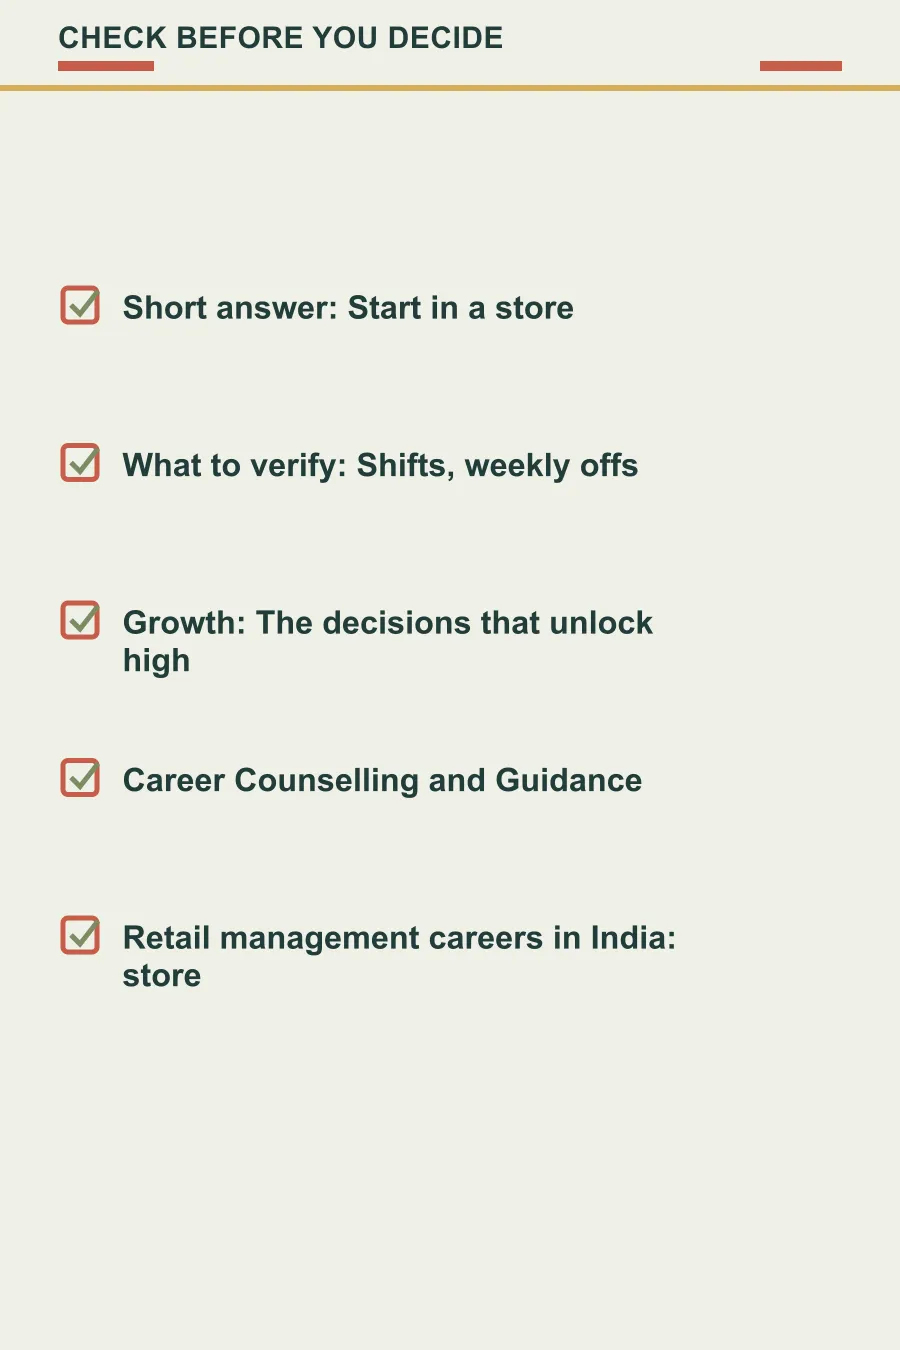 CHECK BEFORE YOU DECIDE
Short answer: Start in a store
What to verify: Shifts, weekly offs
Growth: The decisions that unlock
high
Career Counselling and Guidance
Retail management careers in India:
store